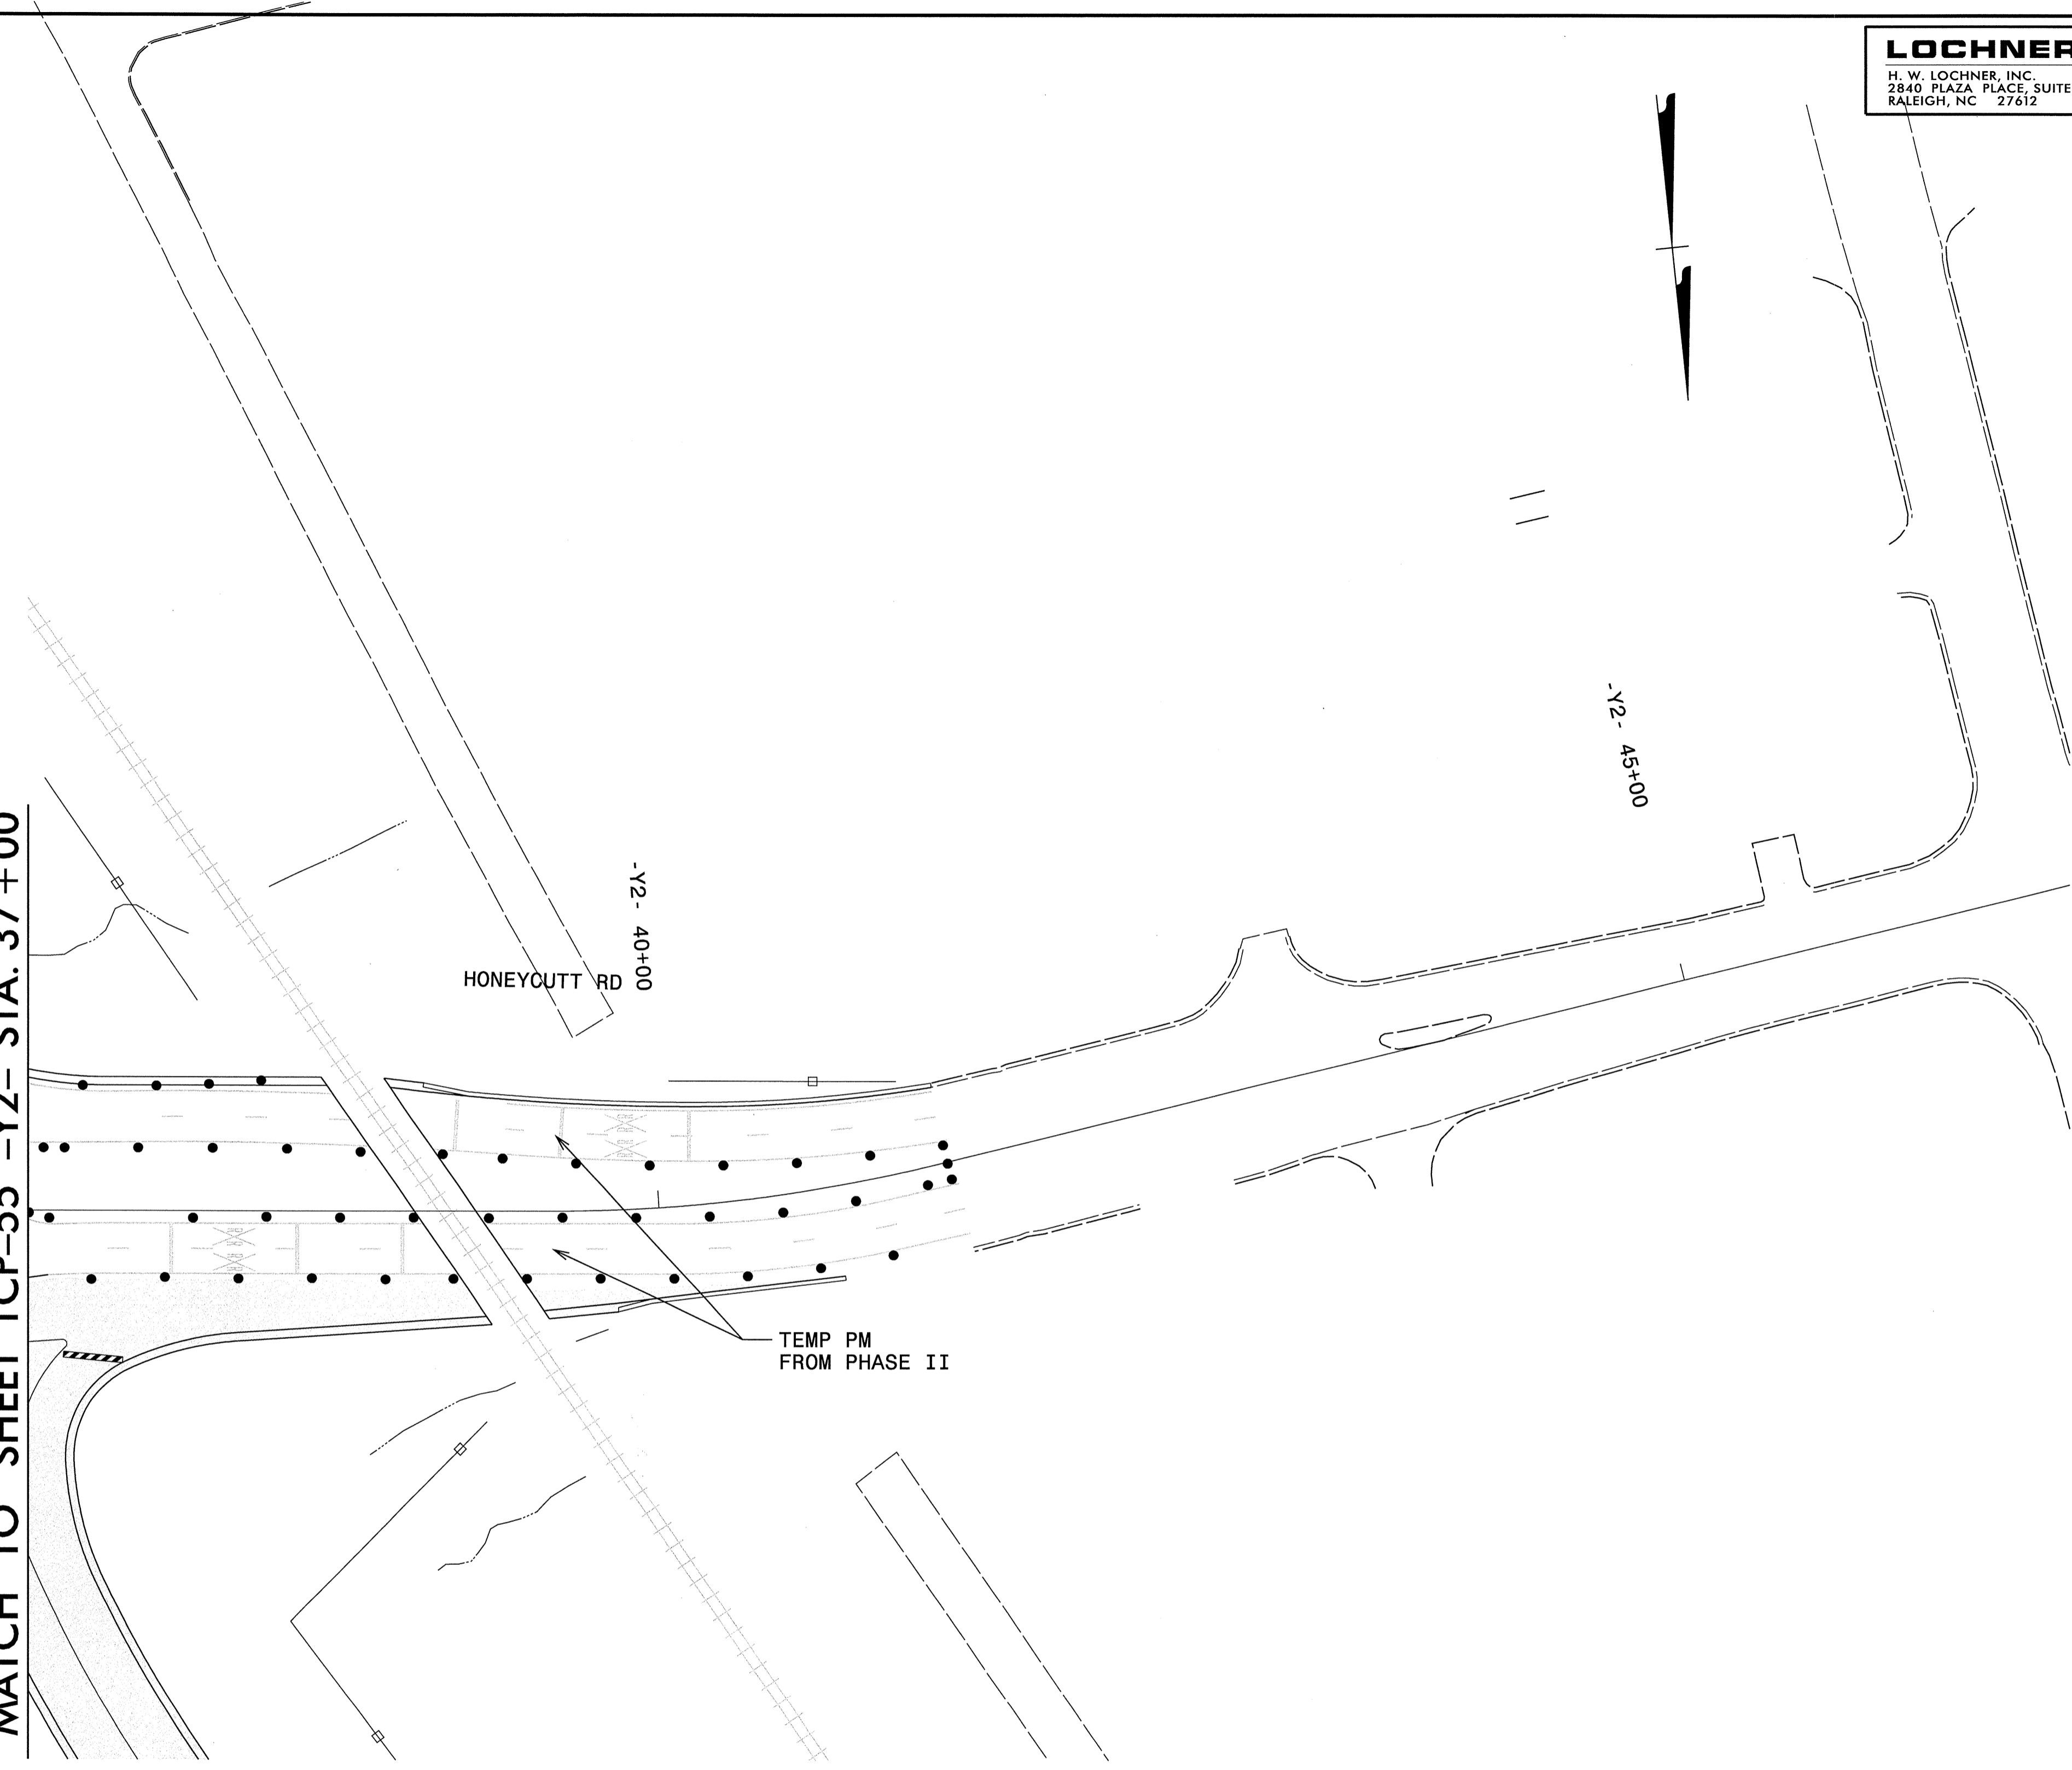 LOCHNER
H. W. LOCHNER, INC.
2840 PLAZA PLACE, SUITE
RALEIGH, NC 27612
-Y2- 45+00
-Y2- 40+00
HONEYCUTT RD
MATCH TO SHEET TCP-55 -Y2- STA. 37+00
TEMP PM
FROM PHASE II